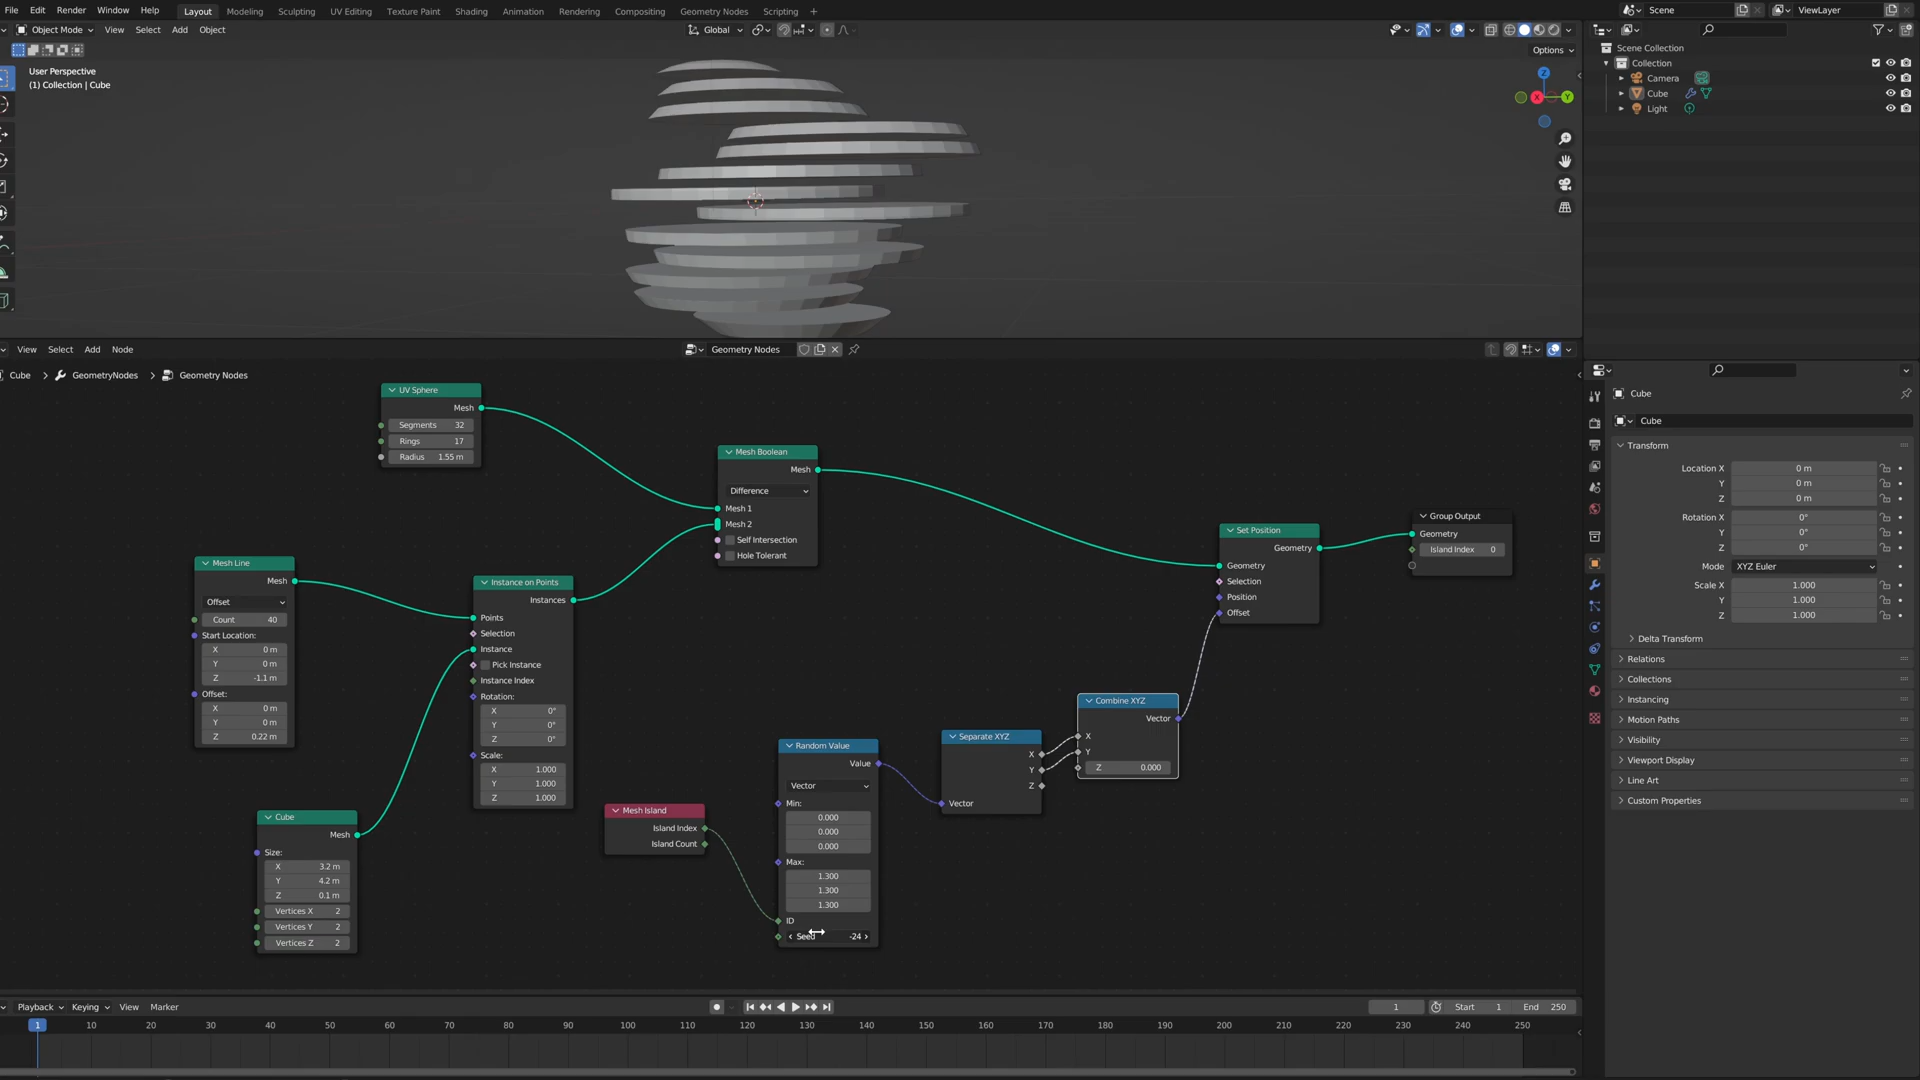 File Edit Render Window Help Layout Modeling Sculpting UV Editing Texture Paint Shading Animation Rendering Compositing Geometry Nodes Scripting + Scene ViewLayer
Object Mode View Select Add Object Global
Options
User Perspective
(1) Collection | Cube
Z
X
Y
Scene Collection
Collection
Camera
Cube
Light
View Select Add Node Geometry Nodes
Cube GeometryNodes Geometry Nodes
UV Sphere
Mesh
Segments 32
Rings 17
Radius 1.55 m
Mesh Boolean
Mesh
Difference
Mesh 1
Mesh 2
Self Intersection
Hole Tolerant
Mesh Line
Mesh
Offset
Count 40
Start Location:
X 0 m
Y 0 m
Z -1.1 m
Offset:
X 0 m
Y 0 m
Z 0.22 m
Instance on Points
Instances
Points
Selection
Instance
Pick Instance
Instance Index
Rotation:
X 0°
Y 0°
Z 0°
Scale:
X 1.000
Y 1.000
Z 1.000
Cube
Mesh
Size:
X 3.2 m
Y 4.2 m
Z 0.1 m
Vertices X 2
Vertices Y 2
Vertices Z 2
Mesh Island
Island Index
Island Count
Random Value
Value
Vector
Min:
0.000
0.000
0.000
Max:
1.300
1.300
1.300
ID
Seed -24
Separate XYZ
X
Y
Z
Vector
Combine XYZ
Vector
X
Y
Z 0.000
Set Position
Geometry
Geometry
Selection
Position
Offset
Group Output
Geometry
Island Index 0
Cube
Cube
Transform
Location X 0 m
Y 0 m
Z 0 m
Rotation X 0°
Y 0°
Z 0°
Mode XYZ Euler
Scale X 1.000
Y 1.000
Z 1.000
Delta Transform
Relations
Collections
Instancing
Motion Paths
Visibility
Viewport Display
Line Art
Custom Properties
Playback Keying View Marker 1 Start 1 End 250
1 10 20 30 40 50 60 70 80 90 100 110 120 130 140 150 160 170 180 190 200 210 220 230 240 250